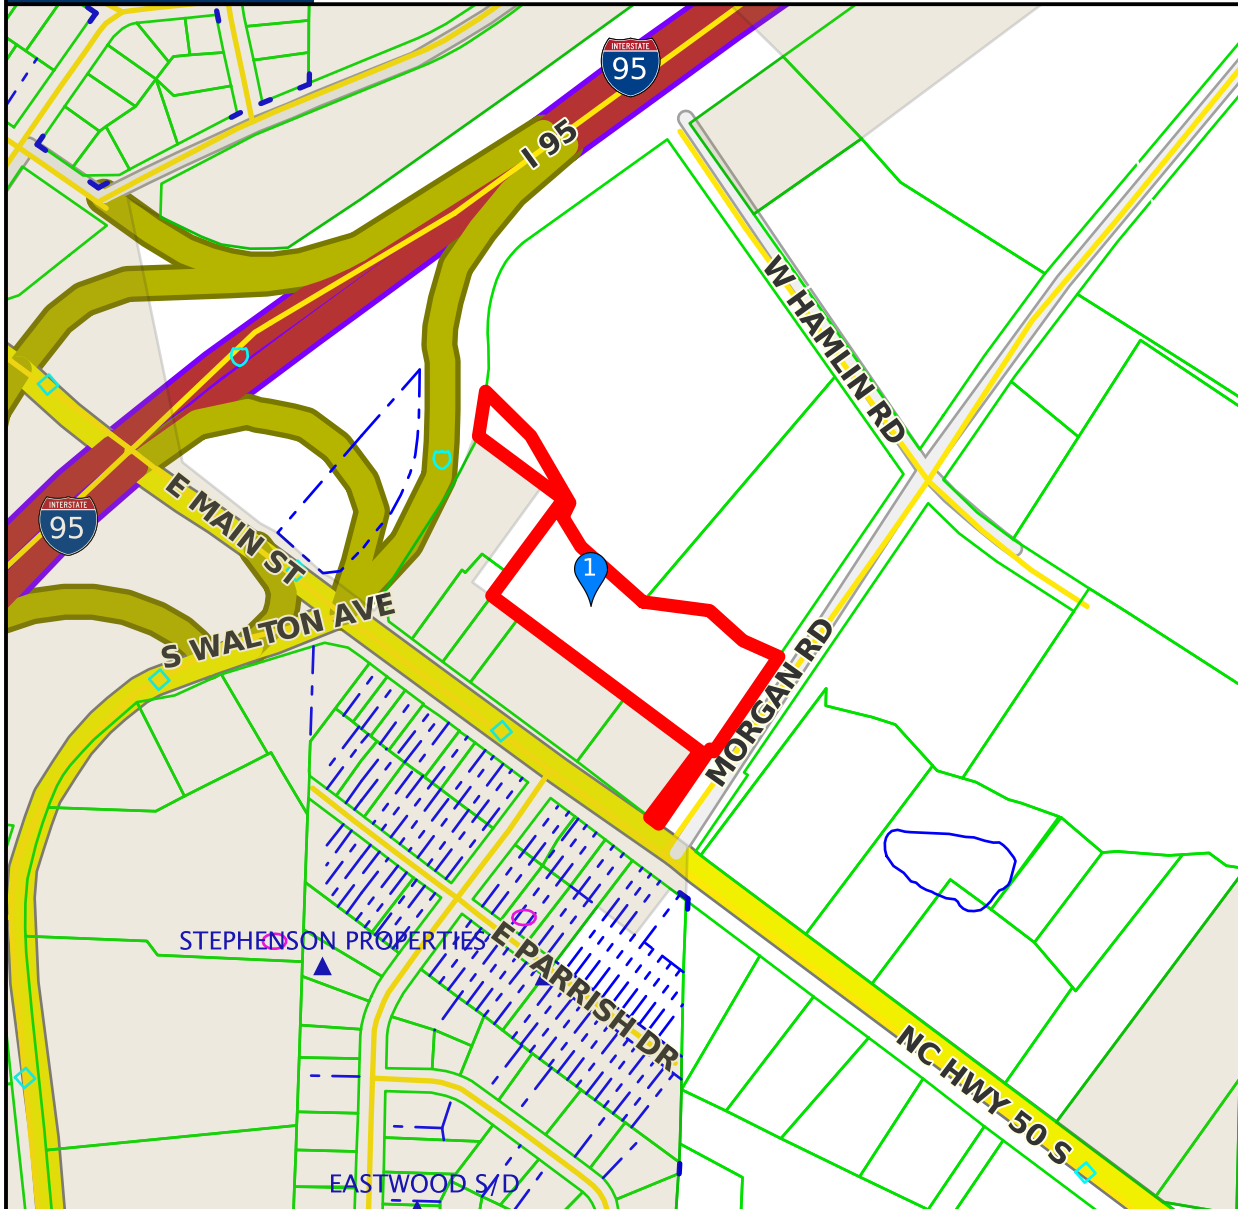 INTERSTATE
95
I 95
W HAMLIN RD
INTERSTATE
95
E MAIN ST
1
S WALTON AVE
MORGAN RD
STEPHENSON PROPERTIES
E PARRISH DR
NC HWY 50 S
EASTWOOD S/D